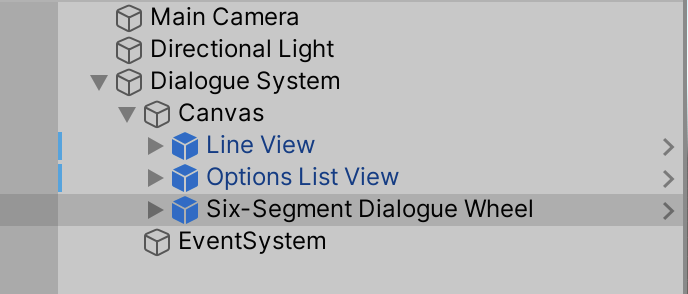 Main Camera
Directional Light
Dialogue System
Canvas
Line View
Options List View
Six-Segment Dialogue Wheel
EventSystem